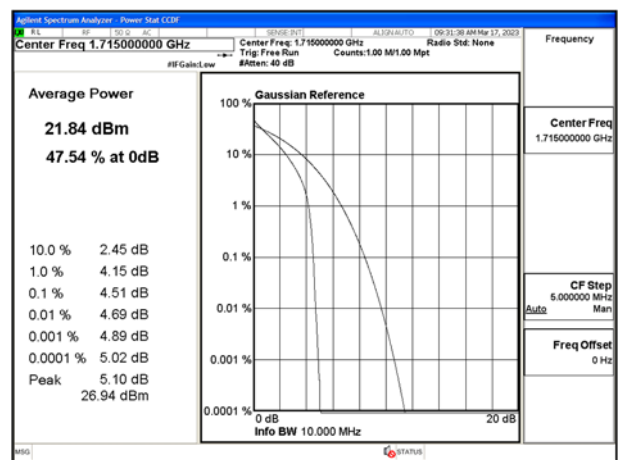 Agilent Spectrum Analyzer - Power Stat CCDF
RL RF 50 Ω AC SENSE:INT ALIGNAUTO 09:31:38 AM Mar 17, 2023
Center Freq 1.715000000 GHz
Center Freq: 1.715000000 GHz Radio Std: None
Trig: Free Run Counts:1.00 M/1.00 Mpt
#IFGain:Low #Atten: 40 dB
Frequency
Average Power
21.84 dBm
47.54 % at 0dB
10.0 % 2.45 dB
1.0 % 4.15 dB
0.1 % 4.51 dB
0.01 % 4.69 dB
0.001 % 4.89 dB
0.0001 % 5.02 dB
Peak 5.10 dB
26.94 dBm
Gaussian Reference
100 %
10 %
1 %
0.1 %
0.01 %
0.001 %
0.0001 %
0 dB 20 dB
Info BW 10.000 MHz
Center Freq
1.715000000 GHz
CF Step
5.000000 MHz
Auto Man
Freq Offset
0 Hz
MSG STATUS